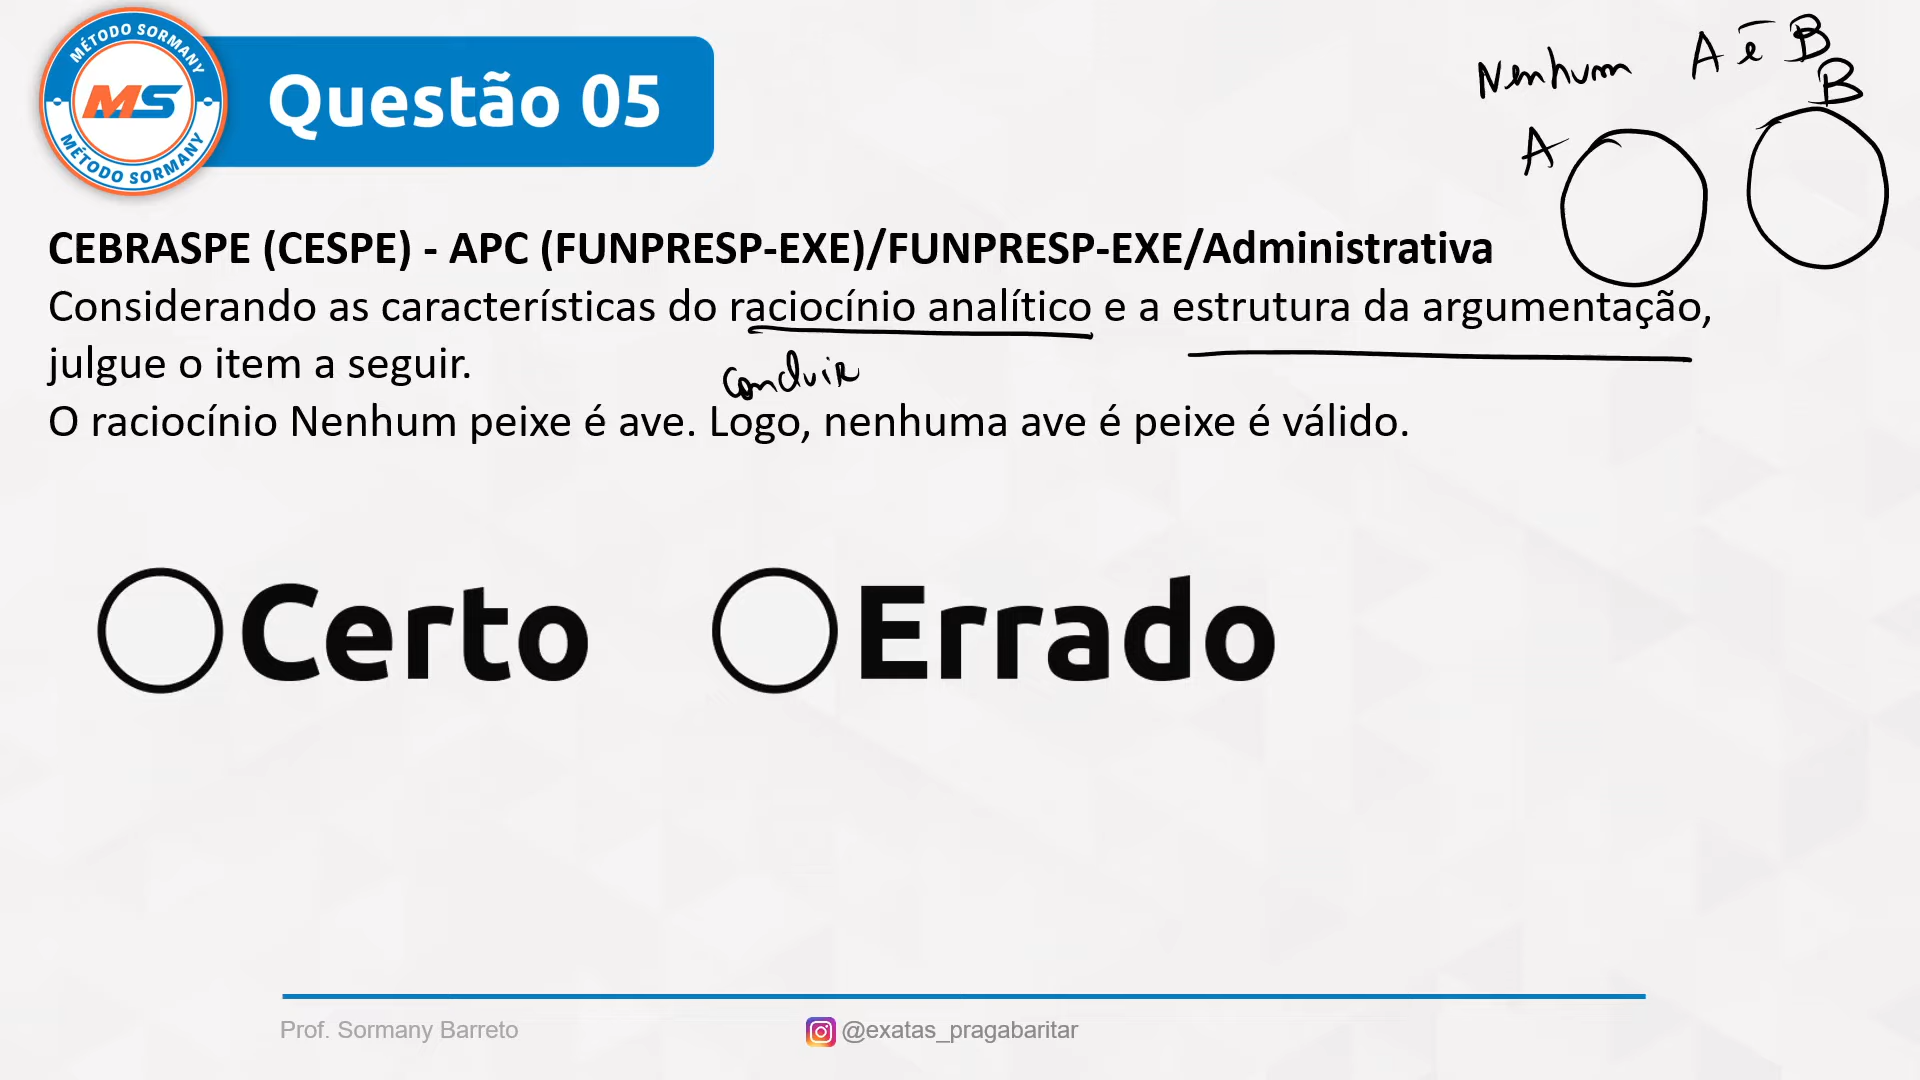 MÉTODO SORMANY
MS
MÉTODO SORMANY
Questão 05
Nenhum A é B
A
B
CEBRASPE (CESPE) - APC (FUNPRESP-EXE)/FUNPRESP-EXE/Administrativa
Considerando as características do raciocínio analítico e a estrutura da argumentação,
julgue o item a seguir.
concluir
O raciocínio Nenhum peixe é ave. Logo, nenhuma ave é peixe é válido.
Certo
Errado
Prof. Sormany Barreto
@exatas_pragabaritar